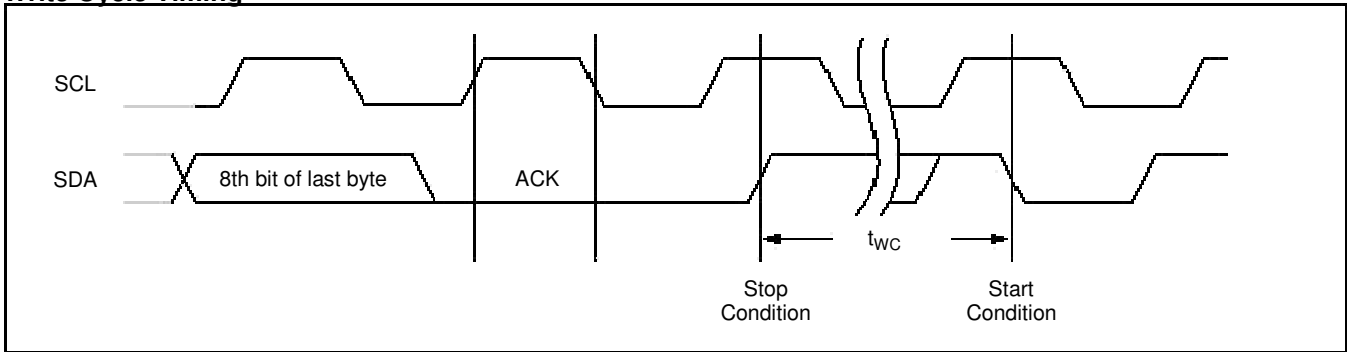 Write Cycle Timing
SCL
SDA
8th bit of last byte
ACK
tWC
Stop
Condition
Start
Condition